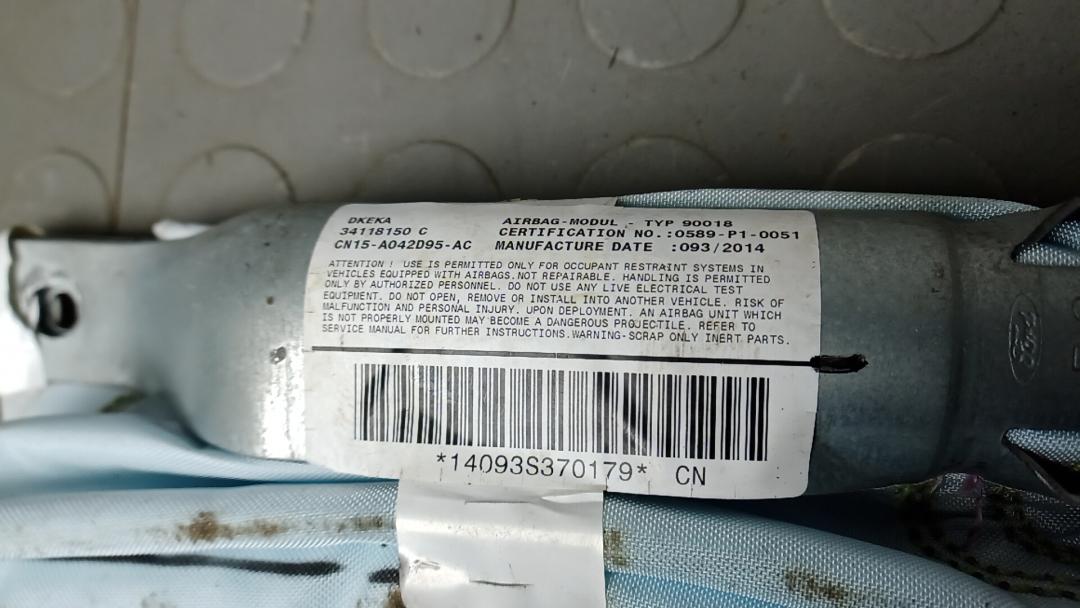 DKEKA
34118150 C
CN15-A042D95-AC
AIRBAG-MODUL - TYP 90018
CERTIFICATION NO.:0589-P1-0051
MANUFACTURE DATE :093/2014
ATTENTION ! USE IS PERMITTED ONLY FOR OCCUPANT RESTRAINT SYSTEMS IN
VEHICLES EQUIPPED WITH AIRBAGS.NOT REPAIRABLE. HANDLING IS PERMITTED
ONLY BY AUTHORIZED PERSONNEL. DO NOT USE ANY LIVE ELECTRICAL TEST
EQUIPMENT. DO NOT OPEN, REMOVE OR INSTALL INTO ANOTHER VEHICLE. RISK OF
MALFUNCTION AND PERSONAL INJURY. UPON DEPLOYMENT. AN AIRBAG UNIT WHICH
IS NOT PROPERLY MOUNTED MAY BECOME A DANGEROUS PROJECTILE. REFER TO
SERVICE MANUAL FOR FURTHER INSTRUCTIONS.WARNING-SCRAP ONLY INERT PARTS.
*14093S370179* CN
Ford